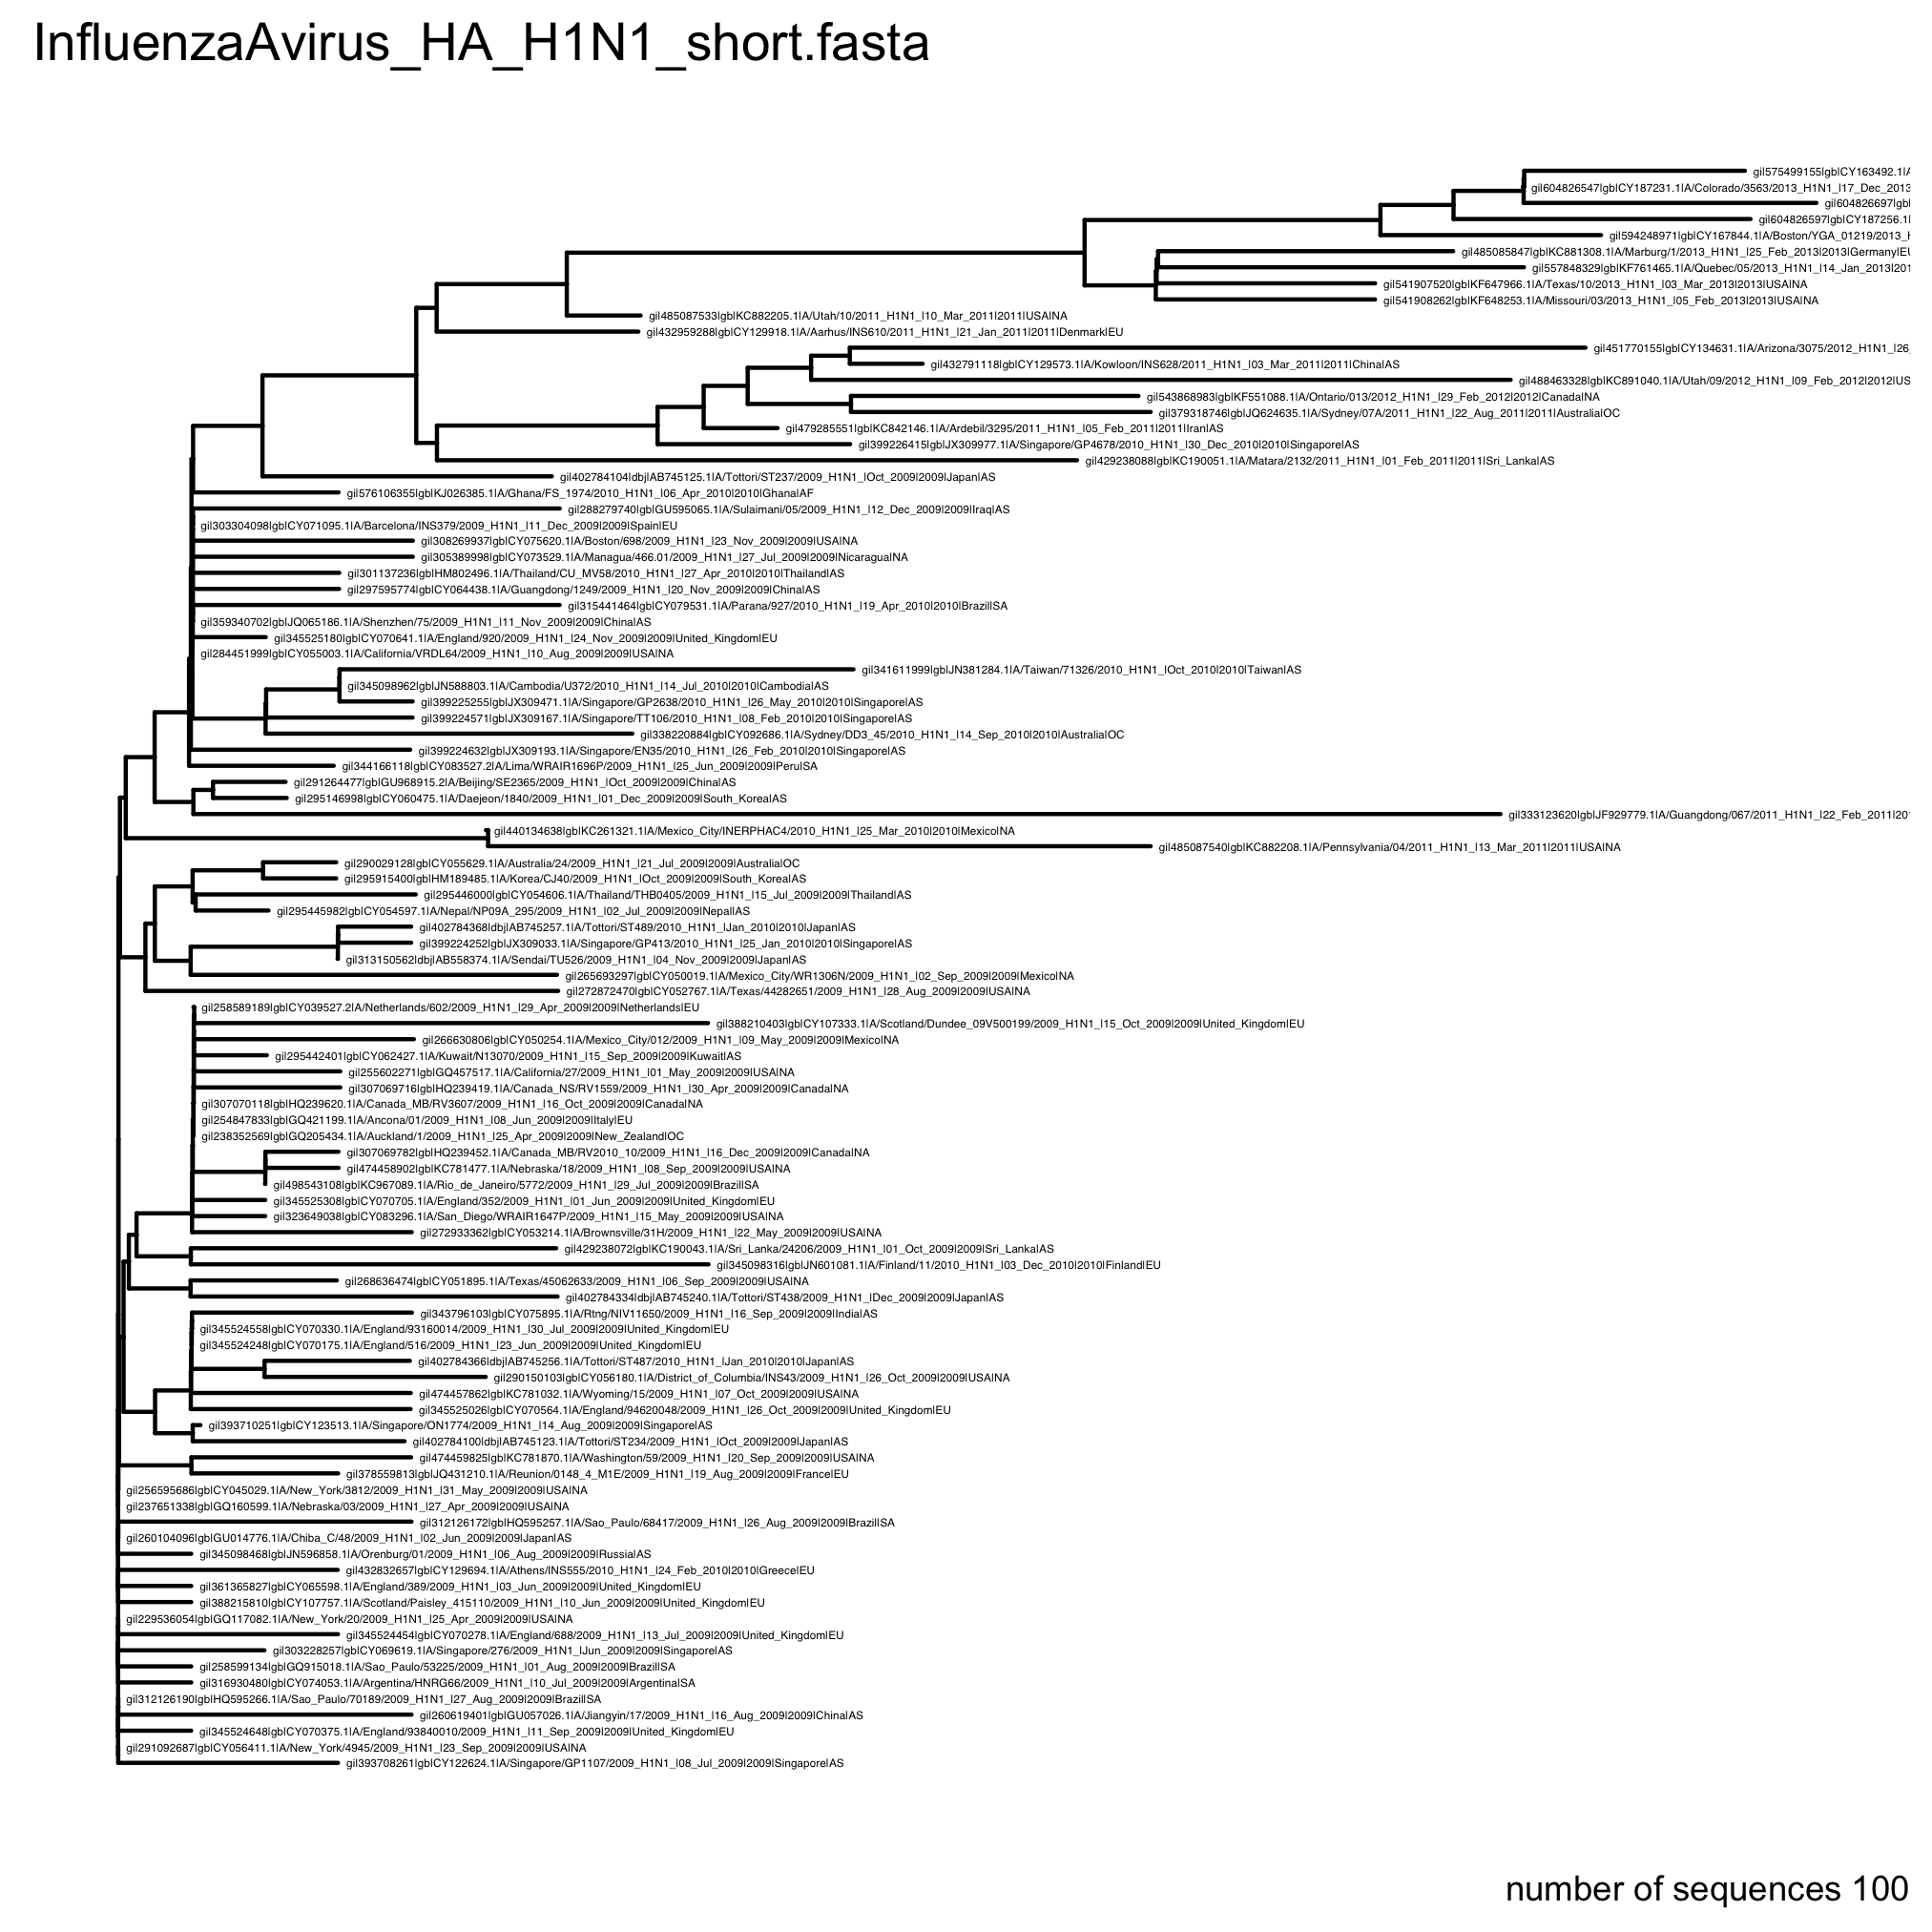 InfluenzaAvirus_HA_H1N1_short.fasta
gi|575499155|gb|CY163492.1|A
gi|604826547|gb|CY187231.1|A/Colorado/3563/2013_H1N1_|17_Dec_2013
gi|604826697|gb|
gi|604826597|gb|CY187256.1|
gi|594248971|gb|CY167844.1|A/Boston/YGA_01219/2013_H
gi|485085847|gb|KC881308.1|A/Marburg/1/2013_H1N1_|25_Feb_2013|2013|Germany|EU
gi|557848329|gb|KF761465.1|A/Quebec/05/2013_H1N1_|14_Jan_2013|201
gi|541907520|gb|KF647966.1|A/Texas/10/2013_H1N1_|03_Mar_2013|2013|USA|NA
gi|541908262|gb|KF648253.1|A/Missouri/03/2013_H1N1_|05_Feb_2013|2013|USA|NA
gi|485087533|gb|KC882205.1|A/Utah/10/2011_H1N1_|10_Mar_2011|2011|USA|NA
gi|432959288|gb|CY129918.1|A/Aarhus/INS610/2011_H1N1_|21_Jan_2011|2011|Denmark|EU
gi|451770155|gb|CY134631.1|A/Arizona/3075/2012_H1N1_|26_
gi|432791118|gb|CY129573.1|A/Kowloon/INS628/2011_H1N1_|03_Mar_2011|2011|China|AS
gi|488463328|gb|KC891040.1|A/Utah/09/2012_H1N1_|09_Feb_2012|2012|US
gi|543868983|gb|KF551088.1|A/Ontario/013/2012_H1N1_|29_Feb_2012|2012|Canada|NA
gi|379318746|gb|JQ624635.1|A/Sydney/07A/2011_H1N1_|22_Aug_2011|2011|Australia|OC
gi|479285551|gb|KC842146.1|A/Ardebil/3295/2011_H1N1_|05_Feb_2011|2011|Iran|AS
gi|399226415|gb|JX309977.1|A/Singapore/GP4678/2010_H1N1_|30_Dec_2010|2010|Singapore|AS
gi|429238088|gb|KC190051.1|A/Matara/2132/2011_H1N1_|01_Feb_2011|2011|Sri_Lanka|AS
gi|402784104|dbj|AB745125.1|A/Tottori/ST237/2009_H1N1_|Oct_2009|2009|Japan|AS
gi|576106355|gb|KJ026385.1|A/Ghana/FS_1974/2010_H1N1_|06_Apr_2010|2010|Ghana|AF
gi|288279740|gb|GU595065.1|A/Sulaimani/05/2009_H1N1_|12_Dec_2009|2009|Iraq|AS
gi|303304098|gb|CY071095.1|A/Barcelona/INS379/2009_H1N1_|11_Dec_2009|2009|Spain|EU
gi|308269937|gb|CY075620.1|A/Boston/698/2009_H1N1_|23_Nov_2009|2009|USA|NA
gi|305389998|gb|CY073529.1|A/Managua/466.01/2009_H1N1_|27_Jul_2009|2009|Nicaragua|NA
gi|301137236|gb|HM802496.1|A/Thailand/CU_MV58/2010_H1N1_|27_Apr_2010|2010|Thailand|AS
gi|297595774|gb|CY064438.1|A/Guangdong/1249/2009_H1N1_|20_Nov_2009|2009|China|AS
gi|315441464|gb|CY079531.1|A/Parana/927/2010_H1N1_|19_Apr_2010|2010|Brazil|SA
gi|359340702|gb|JQ065186.1|A/Shenzhen/75/2009_H1N1_|11_Nov_2009|2009|China|AS
gi|345525180|gb|CY070641.1|A/England/920/2009_H1N1_|24_Nov_2009|2009|United_Kingdom|EU
gi|284451999|gb|CY055003.1|A/California/VRDL64/2009_H1N1_|10_Aug_2009|2009|USA|NA
gi|341611999|gb|JN381284.1|A/Taiwan/71326/2010_H1N1_|Oct_2010|2010|Taiwan|AS
gi|345098962|gb|JN588803.1|A/Cambodia/U372/2010_H1N1_|14_Jul_2010|2010|Cambodia|AS
gi|399225255|gb|JX309471.1|A/Singapore/GP2638/2010_H1N1_|26_May_2010|2010|Singapore|AS
gi|399224571|gb|JX309167.1|A/Singapore/TT106/2010_H1N1_|08_Feb_2010|2010|Singapore|AS
gi|338220884|gb|CY092686.1|A/Sydney/DD3_45/2010_H1N1_|14_Sep_2010|2010|Australia|OC
gi|399224632|gb|JX309193.1|A/Singapore/EN35/2010_H1N1_|26_Feb_2010|2010|Singapore|AS
gi|344166118|gb|CY083527.2|A/Lima/WRAIR1696P/2009_H1N1_|25_Jun_2009|2009|Peru|SA
gi|291264477|gb|GU968915.2|A/Beijing/SE2365/2009_H1N1_|Oct_2009|2009|China|AS
gi|295146998|gb|CY060475.1|A/Daejeon/1840/2009_H1N1_|01_Dec_2009|2009|South_Korea|AS
gi|333123620|gb|JF929779.1|A/Guangdong/067/2011_H1N1_|22_Feb_2011|201
gi|440134638|gb|KC261321.1|A/Mexico_City/INERPHAC4/2010_H1N1_|25_Mar_2010|2010|Mexico|NA
gi|485087540|gb|KC882208.1|A/Pennsylvania/04/2011_H1N1_|13_Mar_2011|2011|USA|NA
gi|290029128|gb|CY055629.1|A/Australia/24/2009_H1N1_|21_Jul_2009|2009|Australia|OC
gi|295915400|gb|HM189485.1|A/Korea/CJ40/2009_H1N1_|Oct_2009|2009|South_Korea|AS
gi|295446000|gb|CY054606.1|A/Thailand/THB0405/2009_H1N1_|15_Jul_2009|2009|Thailand|AS
gi|295445982|gb|CY054597.1|A/Nepal/NP09A_295/2009_H1N1_|02_Jul_2009|2009|Nepal|AS
gi|402784368|dbj|AB745257.1|A/Tottori/ST489/2010_H1N1_|Jan_2010|2010|Japan|AS
gi|399224252|gb|JX309033.1|A/Singapore/GP413/2010_H1N1_|25_Jan_2010|2010|Singapore|AS
gi|313150562|dbj|AB558374.1|A/Sendai/TU526/2009_H1N1_|04_Nov_2009|2009|Japan|AS
gi|265693297|gb|CY050019.1|A/Mexico_City/WR1306N/2009_H1N1_|02_Sep_2009|2009|Mexico|NA
gi|272872470|gb|CY052767.1|A/Texas/44282651/2009_H1N1_|28_Aug_2009|2009|USA|NA
gi|258589189|gb|CY039527.2|A/Netherlands/602/2009_H1N1_|29_Apr_2009|2009|Netherlands|EU
gi|388210403|gb|CY107333.1|A/Scotland/Dundee_09V500199/2009_H1N1_|15_Oct_2009|2009|United_Kingdom|EU
gi|266630806|gb|CY050254.1|A/Mexico_City/012/2009_H1N1_|09_May_2009|2009|Mexico|NA
gi|295442401|gb|CY062427.1|A/Kuwait/N13070/2009_H1N1_|15_Sep_2009|2009|Kuwait|AS
gi|255602271|gb|GQ457517.1|A/California/27/2009_H1N1_|01_May_2009|2009|USA|NA
gi|307069716|gb|HQ239419.1|A/Canada_NS/RV1559/2009_H1N1_|30_Apr_2009|2009|Canada|NA
gi|307070118|gb|HQ239620.1|A/Canada_MB/RV3607/2009_H1N1_|16_Oct_2009|2009|Canada|NA
gi|254847833|gb|GQ421199.1|A/Ancona/01/2009_H1N1_|08_Jun_2009|2009|Italy|EU
gi|238352569|gb|GQ205434.1|A/Auckland/1/2009_H1N1_|25_Apr_2009|2009|New_Zealand|OC
gi|307069782|gb|HQ239452.1|A/Canada_MB/RV2010_10/2009_H1N1_|16_Dec_2009|2009|Canada|NA
gi|474458902|gb|KC781477.1|A/Nebraska/18/2009_H1N1_|08_Sep_2009|2009|USA|NA
gi|498543108|gb|KC967089.1|A/Rio_de_Janeiro/5772/2009_H1N1_|29_Jul_2009|2009|Brazil|SA
gi|345525308|gb|CY070705.1|A/England/352/2009_H1N1_|01_Jun_2009|2009|United_Kingdom|EU
gi|323649038|gb|CY083296.1|A/San_Diego/WRAIR1647P/2009_H1N1_|15_May_2009|2009|USA|NA
gi|272933362|gb|CY053214.1|A/Brownsville/31H/2009_H1N1_|22_May_2009|2009|USA|NA
gi|429238072|gb|KC190043.1|A/Sri_Lanka/24206/2009_H1N1_|01_Oct_2009|2009|Sri_Lanka|AS
gi|345098316|gb|JN601081.1|A/Finland/11/2010_H1N1_|03_Dec_2010|2010|Finland|EU
gi|268636474|gb|CY051895.1|A/Texas/45062633/2009_H1N1_|06_Sep_2009|2009|USA|NA
gi|402784334|dbj|AB745240.1|A/Tottori/ST438/2009_H1N1_|Dec_2009|2009|Japan|AS
gi|343796103|gb|CY075895.1|A/Rtng/NIV11650/2009_H1N1_|16_Sep_2009|2009|India|AS
gi|345524558|gb|CY070330.1|A/England/93160014/2009_H1N1_|30_Jul_2009|2009|United_Kingdom|EU
gi|345524248|gb|CY070175.1|A/England/516/2009_H1N1_|23_Jun_2009|2009|United_Kingdom|EU
gi|402784366|dbj|AB745256.1|A/Tottori/ST487/2010_H1N1_|Jan_2010|2010|Japan|AS
gi|290150103|gb|CY056180.1|A/District_of_Columbia/INS43/2009_H1N1_|26_Oct_2009|2009|USA|NA
gi|474457862|gb|KC781032.1|A/Wyoming/15/2009_H1N1_|07_Oct_2009|2009|USA|NA
gi|345525026|gb|CY070564.1|A/England/94620048/2009_H1N1_|26_Oct_2009|2009|United_Kingdom|EU
gi|393710251|gb|CY123513.1|A/Singapore/ON1774/2009_H1N1_|14_Aug_2009|2009|Singapore|AS
gi|402784100|dbj|AB745123.1|A/Tottori/ST234/2009_H1N1_|Oct_2009|2009|Japan|AS
gi|474459825|gb|KC781870.1|A/Washington/59/2009_H1N1_|20_Sep_2009|2009|USA|NA
gi|378559813|gb|JQ431210.1|A/Reunion/0148_4_M1E/2009_H1N1_|19_Aug_2009|2009|France|EU
gi|256595686|gb|CY045029.1|A/New_York/3812/2009_H1N1_|31_May_2009|2009|USA|NA
gi|237651338|gb|GQ160599.1|A/Nebraska/03/2009_H1N1_|27_Apr_2009|2009|USA|NA
gi|312126172|gb|HQ595257.1|A/Sao_Paulo/68417/2009_H1N1_|26_Aug_2009|2009|Brazil|SA
gi|260104096|gb|GU014776.1|A/Chiba_C/48/2009_H1N1_|02_Jun_2009|2009|Japan|AS
gi|345098468|gb|JN596858.1|A/Orenburg/01/2009_H1N1_|06_Aug_2009|2009|Russia|AS
gi|432832657|gb|CY129694.1|A/Athens/INS555/2010_H1N1_|24_Feb_2010|2010|Greece|EU
gi|361365827|gb|CY065598.1|A/England/389/2009_H1N1_|03_Jun_2009|2009|United_Kingdom|EU
gi|388215810|gb|CY107757.1|A/Scotland/Paisley_415110/2009_H1N1_|10_Jun_2009|2009|United_Kingdom|EU
gi|229536054|gb|GQ117082.1|A/New_York/20/2009_H1N1_|25_Apr_2009|2009|USA|NA
gi|345524454|gb|CY070278.1|A/England/688/2009_H1N1_|13_Jul_2009|2009|United_Kingdom|EU
gi|303228257|gb|CY069619.1|A/Singapore/276/2009_H1N1_|Jun_2009|2009|Singapore|AS
gi|258599134|gb|GQ915018.1|A/Sao_Paulo/53225/2009_H1N1_|01_Aug_2009|2009|Brazil|SA
gi|316930480|gb|CY074053.1|A/Argentina/HNRG66/2009_H1N1_|10_Jul_2009|2009|Argentina|SA
gi|312126190|gb|HQ595266.1|A/Sao_Paulo/70189/2009_H1N1_|27_Aug_2009|2009|Brazil|SA
gi|260619401|gb|GU057026.1|A/Jiangyin/17/2009_H1N1_|16_Aug_2009|2009|China|AS
gi|345524648|gb|CY070375.1|A/England/93840010/2009_H1N1_|11_Sep_2009|2009|United_Kingdom|EU
gi|291092687|gb|CY056411.1|A/New_York/4945/2009_H1N1_|23_Sep_2009|2009|USA|NA
gi|393708261|gb|CY122624.1|A/Singapore/GP1107/2009_H1N1_|08_Jul_2009|2009|Singapore|AS
number of sequences 100